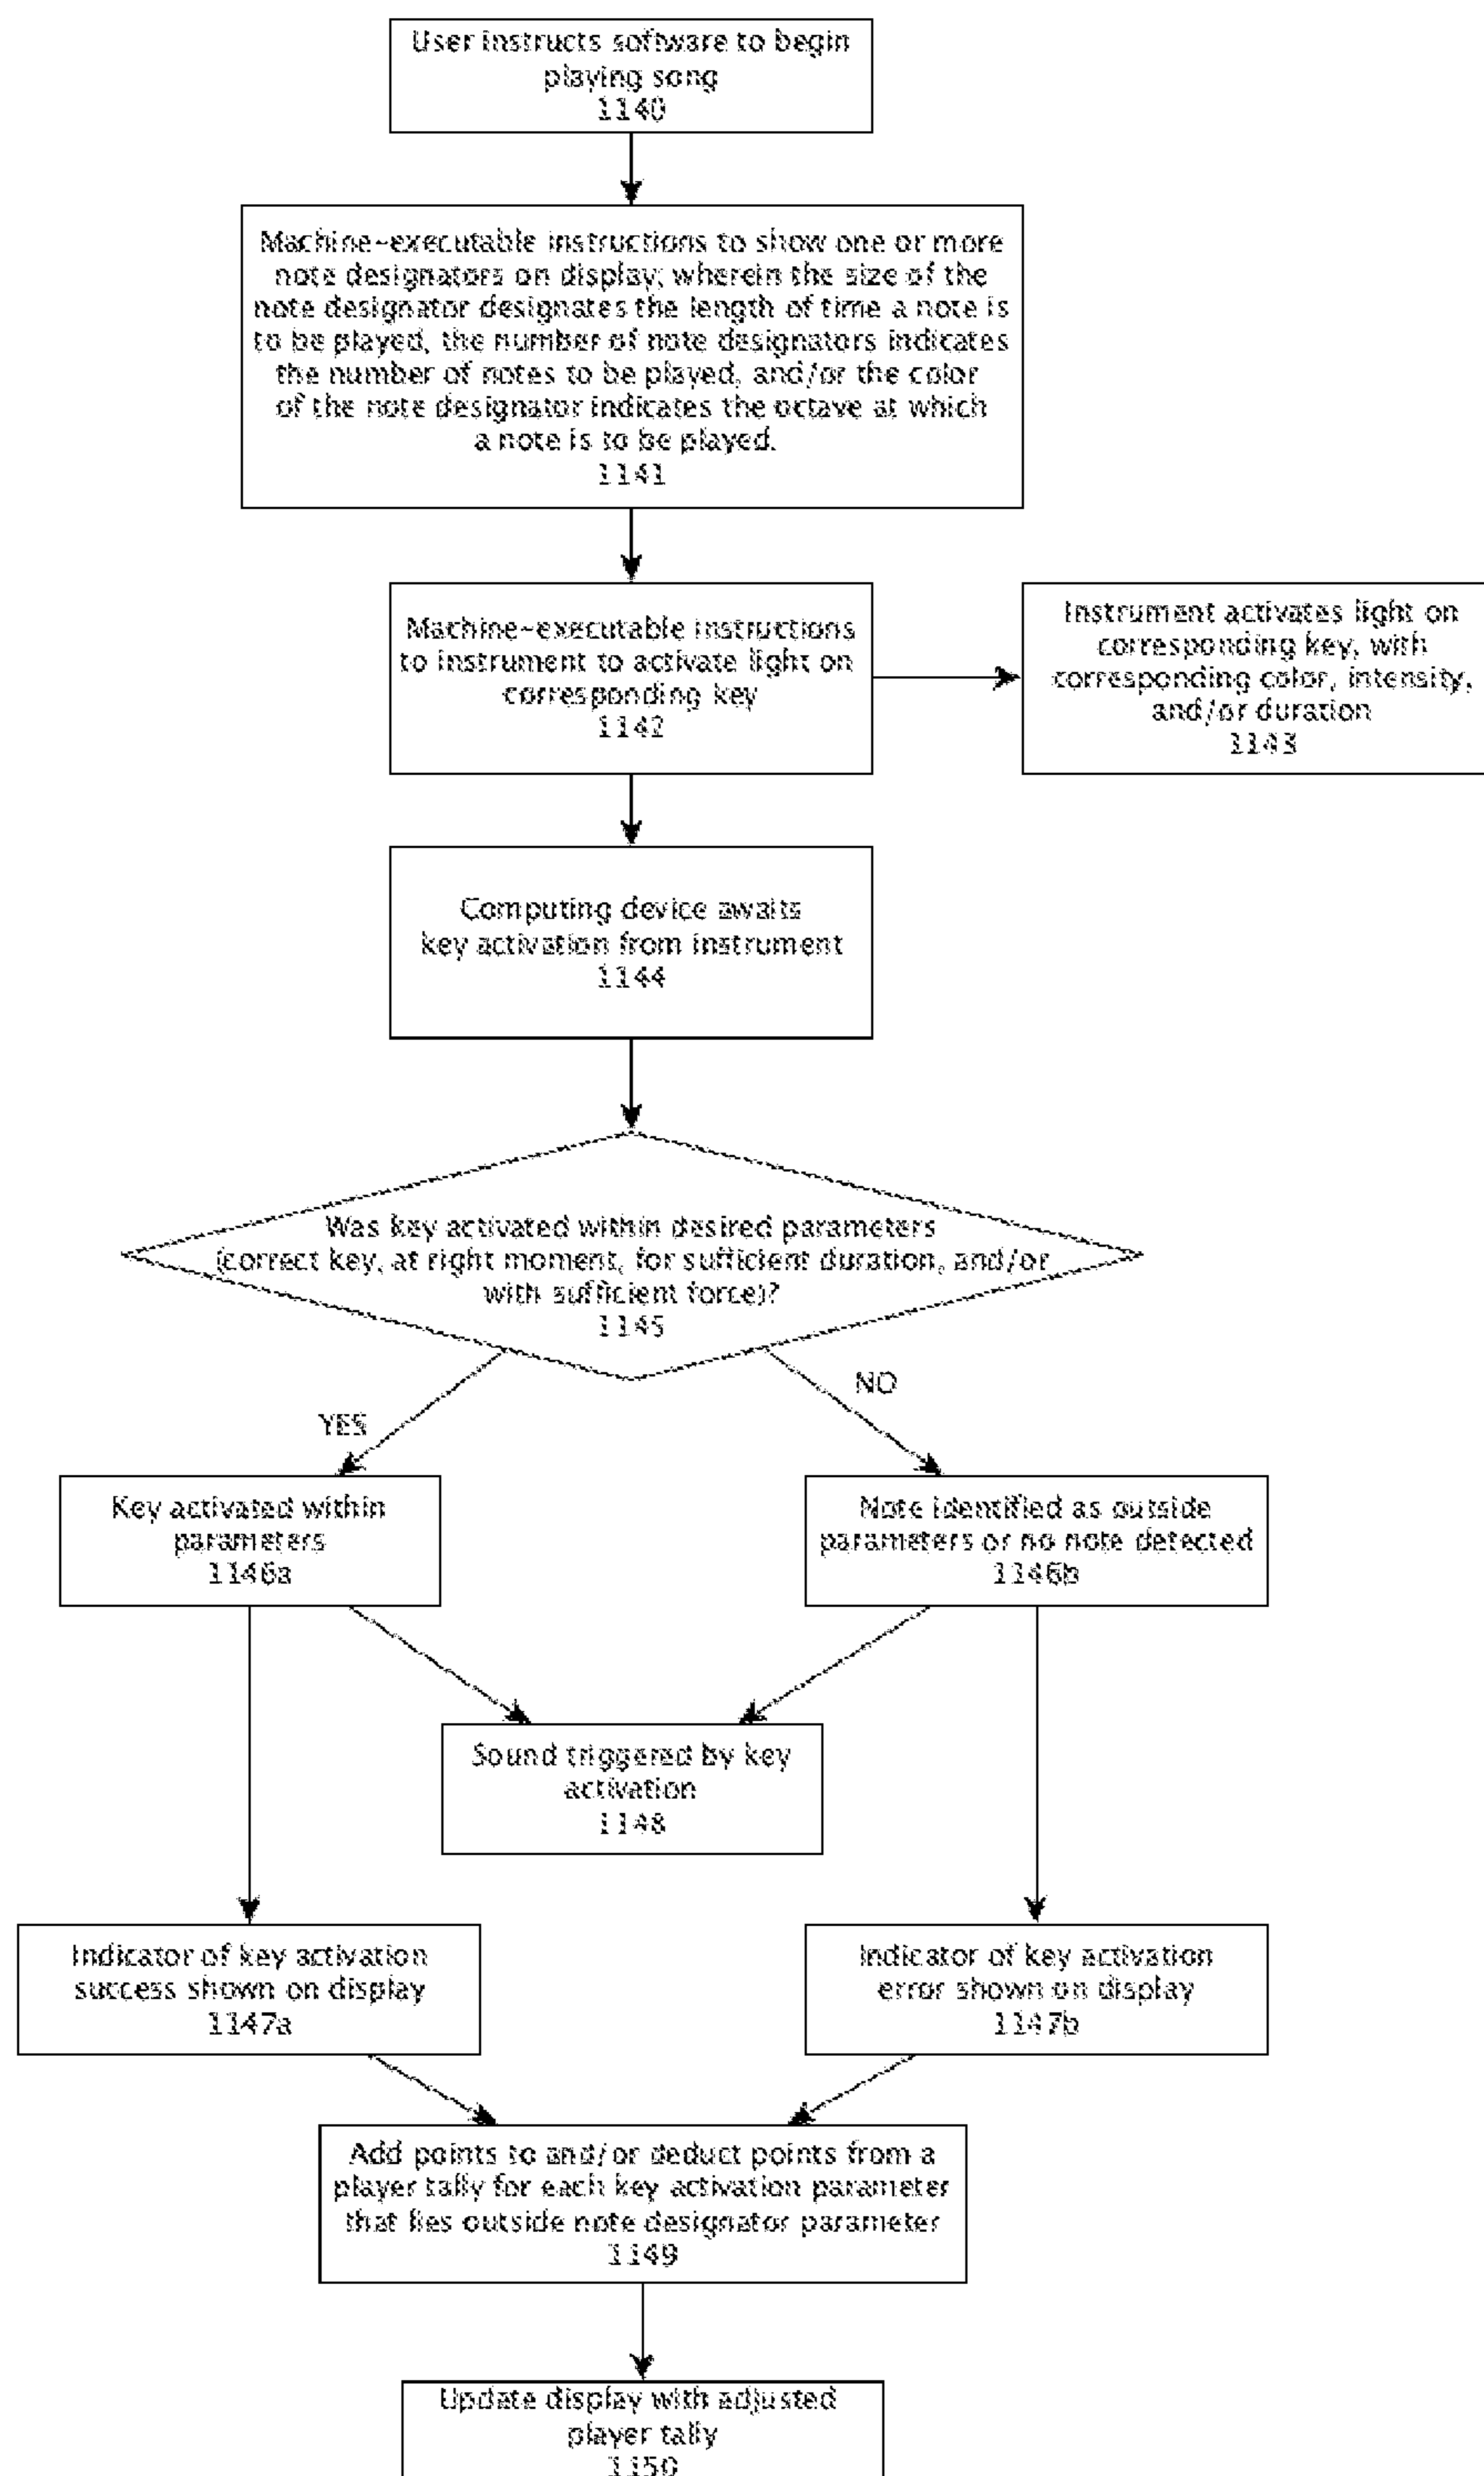 User instructs software to begin
playing song
1140
Machine-executable instructions to show one or more
note designators on display; wherein the size of the
note designator designates the length of time a note is
to be played, the number of note designators indicates
the number of notes to be played, and/or the color
of the note designator indicates the octave at which
a note is to be played.
1141
Machine-executable instructions
to instrument to activate light on
corresponding key
1142
Instrument activates light on
corresponding key, with
corresponding color, intensity,
and/or duration
1143
Computing device awaits
key activation from instrument
1144
Was key activated within desired parameters
(correct key, at right moment, for sufficient duration, and/or
with sufficient force)?
1145
YES
NO
Key activated within
parameters
1146a
Note identified as outside
parameters or no note detected
1146b
Sound triggered by key
activation
1148
Indicator of key activation
success shown on display
1147a
Indicator of key activation
error shown on display
1147b
Add points to and/or deduct points from a
player tally for each key activation parameter
that lies outside note designator parameter
1149
Update display with adjusted
player tally
1150